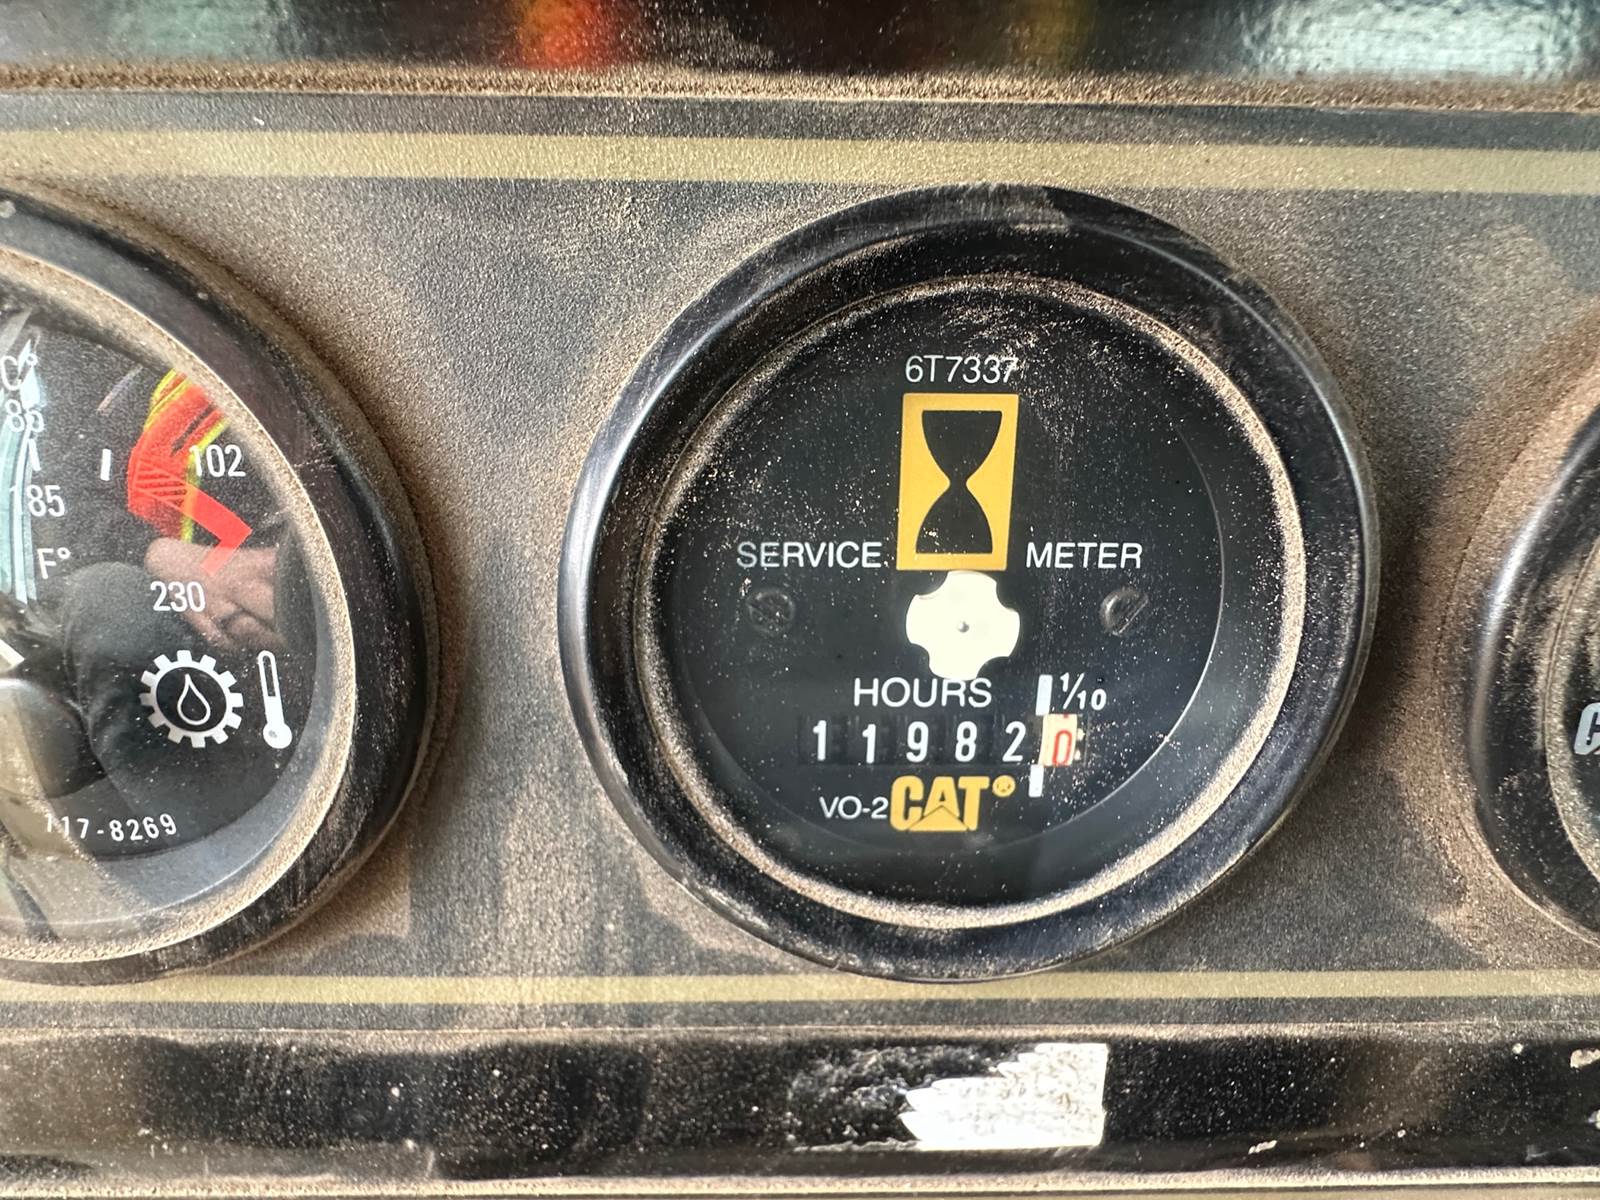 C°
85
102
185
F°
230
117-8269
6T7337
SERVICE METER
HOURS 1/10
119820
VO-2 CAT®